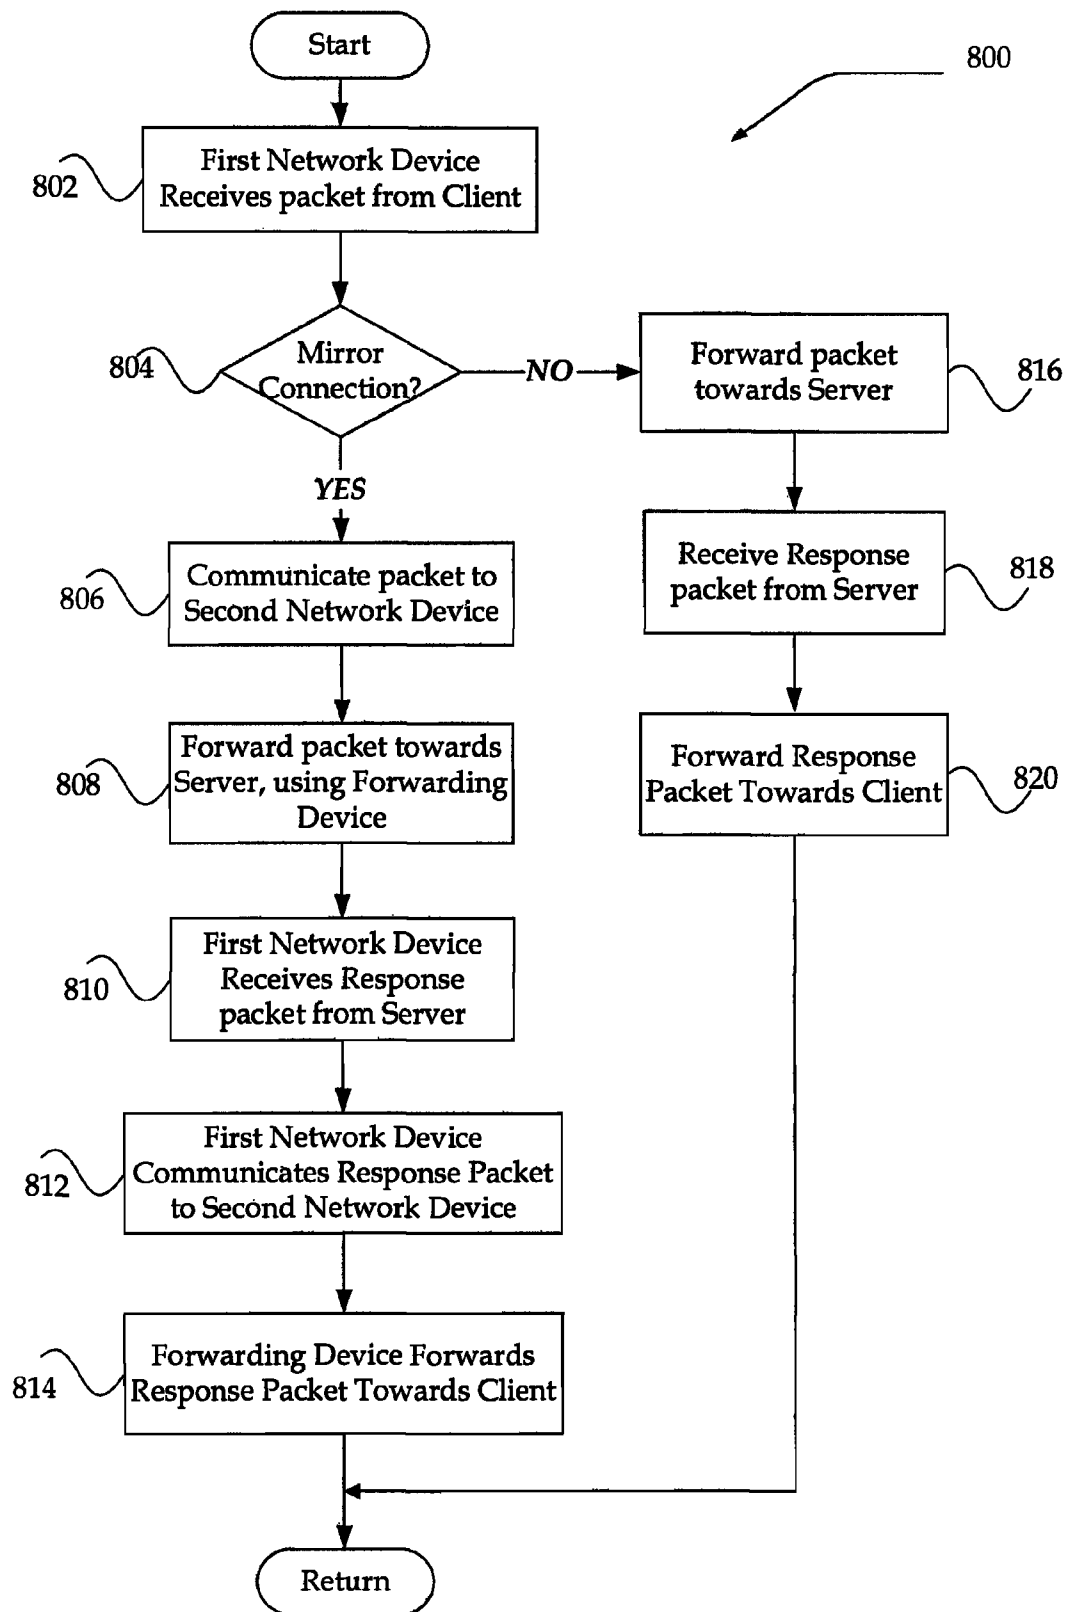 Start
800
First Network Device
Receives packet from Client
802
Mirror
Connection?
804
NO
Forward packet
towards Server
816
YES
Receive Response
packet from Server
818
Communicate packet to
Second Network Device
806
Forward packet towards
Server, using Forwarding
Device
808
Forward Response
Packet Towards Client
820
First Network Device
Receives Response
packet from Server
810
First Network Device
Communicates Response Packet
to Second Network Device
812
Forwarding Device Forwards
Response Packet Towards Client
814
Return